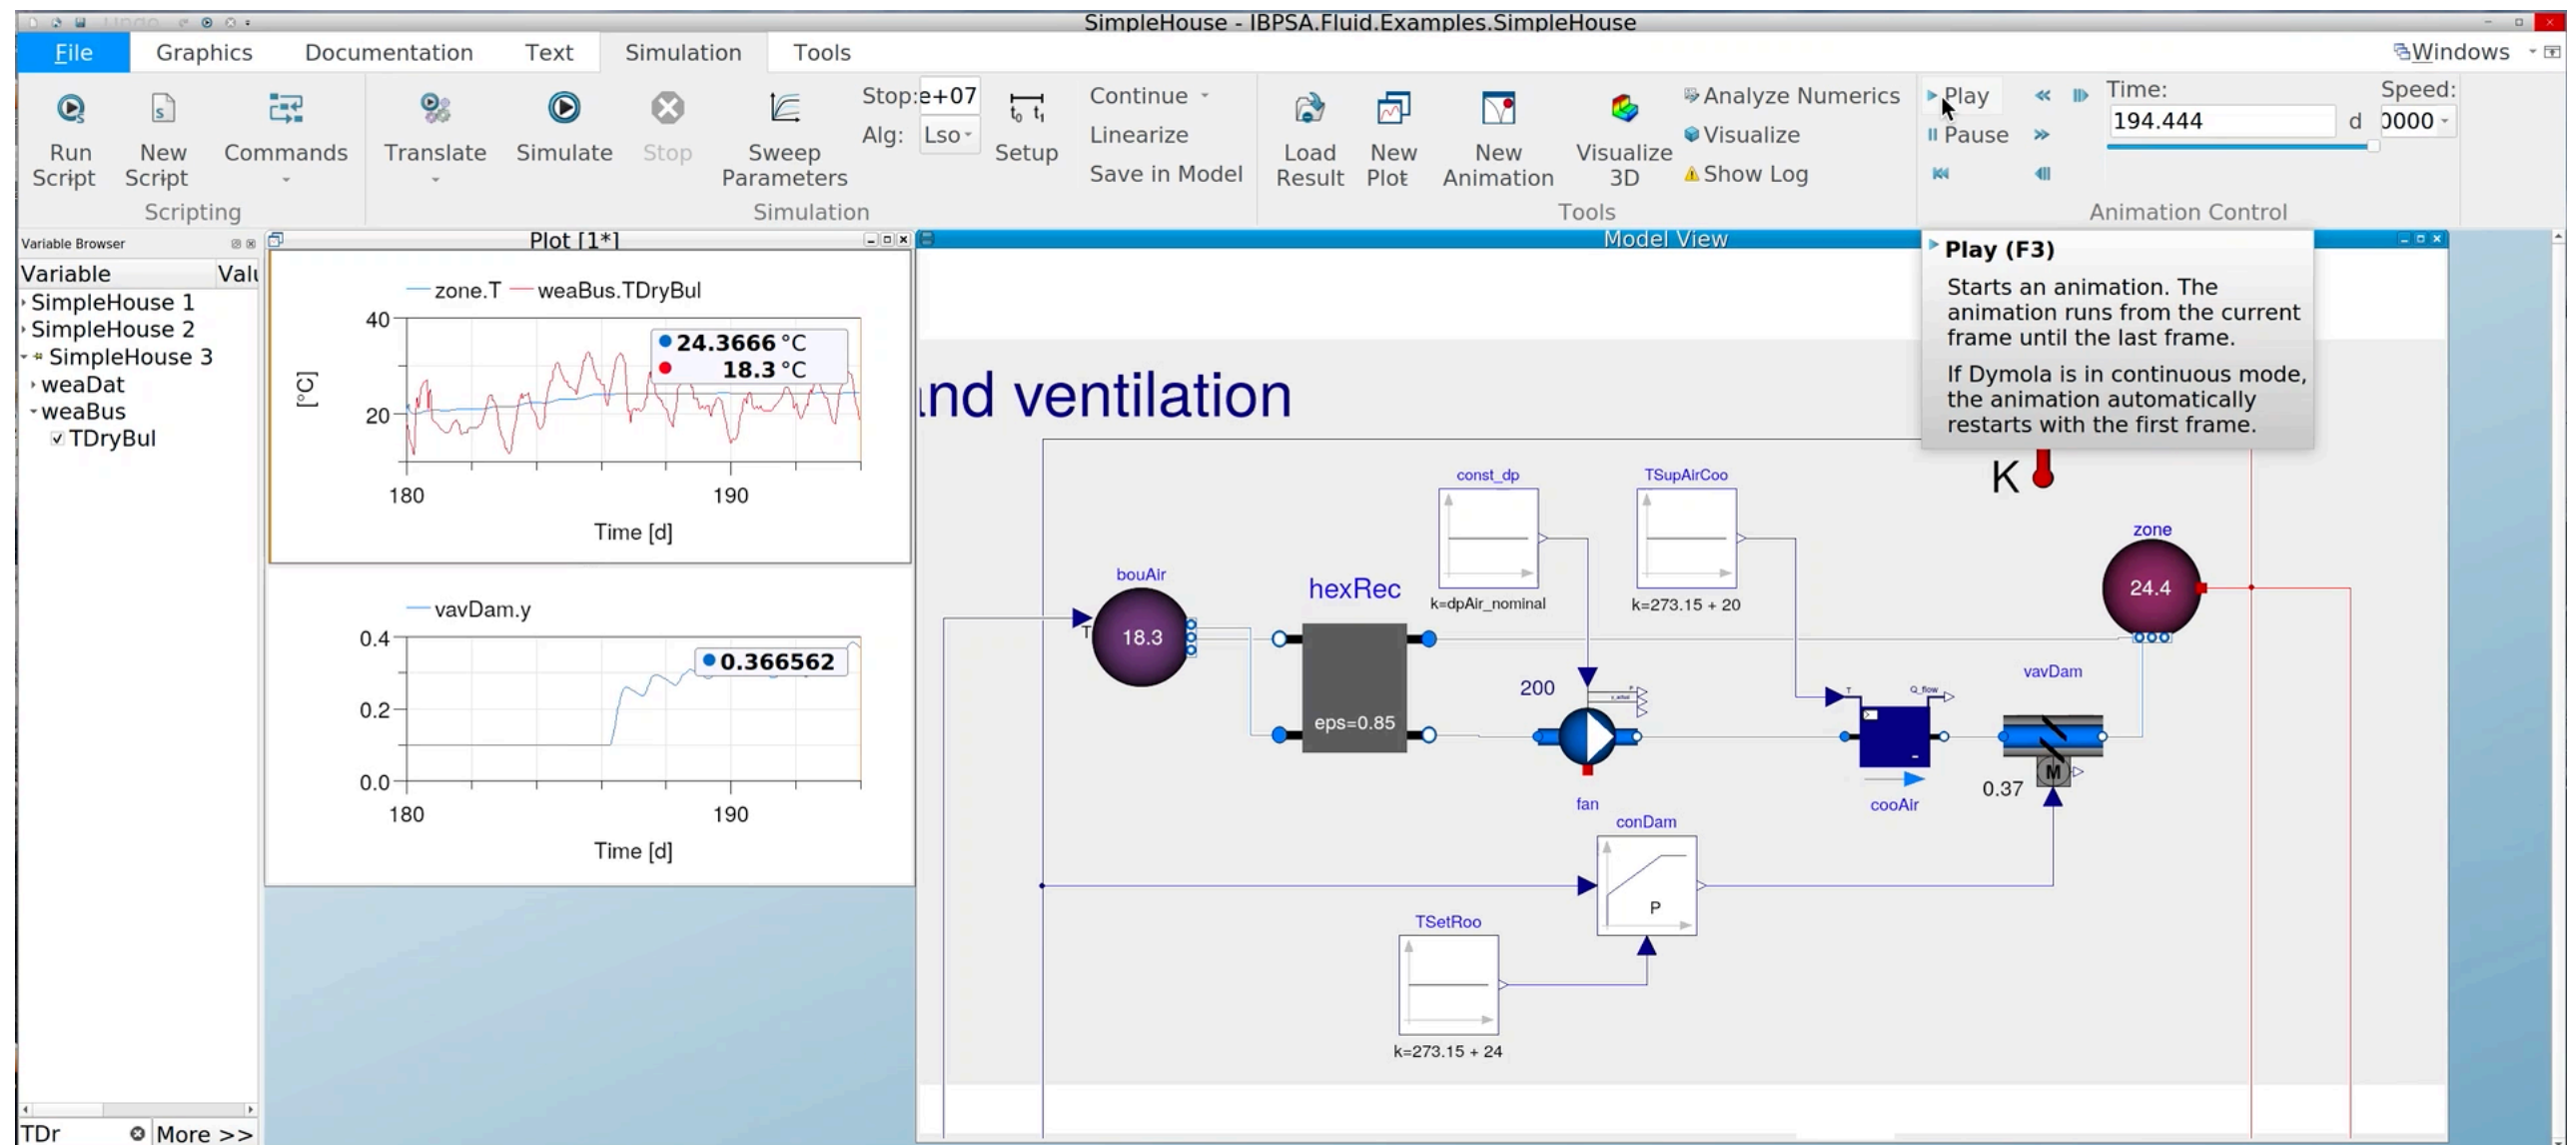 Undo
SimpleHouse - IBPSA.Fluid.Examples.SimpleHouse
File Graphics Documentation Text Simulation Tools Windows
Run Script
New Script
Commands
Scripting
Translate
Simulate
Stop
Sweep Parameters
Stop: e+07
Alg: Lso
t0 t1
Setup
Continue
Linearize
Save in Model
Simulation
Load Result
New Plot
New Animation
Visualize 3D
Analyze Numerics
Visualize
Show Log
Tools
Play
Pause
Time:
194.444 d
Speed:
0000
Animation Control
Variable Browser
Variable Valu
SimpleHouse 1
SimpleHouse 2
SimpleHouse 3
weaDat
weaBus
TDryBul
TDr More >>
Plot [1*]
zone.T weaBus.TDryBul
40
24.3666 °C
18.3 °C
[°C]
20
180 190
Time [d]
vavDam.y
0.4
0.366562
0.2
0.0
180 190
Time [d]
Model View
Play (F3)
Starts an animation. The
animation runs from the current
frame until the last frame.
If Dymola is in continuous mode,
the animation automatically
restarts with the first frame.
and ventilation
K
const_dp
k=dpAir_nominal
TSupAirCoo
k=273.15 + 20
zone
24.4
bouAir
T
18.3
hexRec
eps=0.85
200
fan
T
Q_flow
-
cooAir
vavDam
M
0.37
conDam
P
TSetRoo
k=273.15 + 24